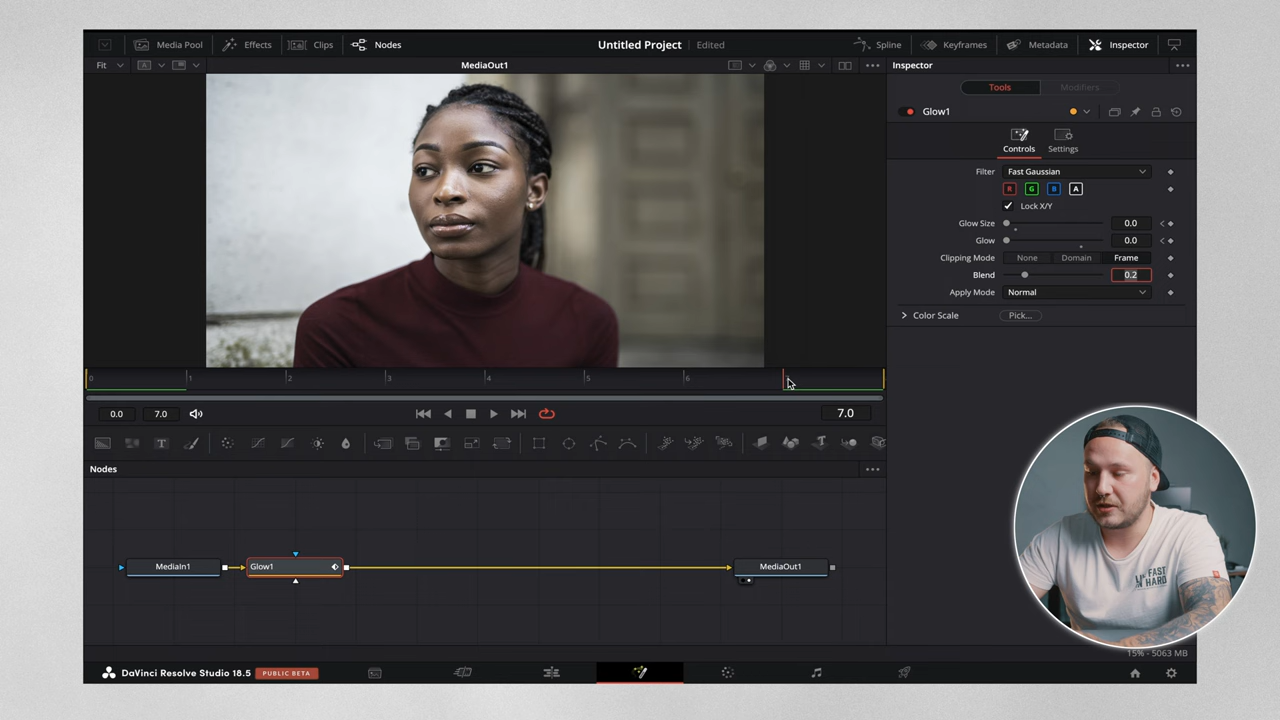 Media Pool Effects Clips Nodes Untitled Project Edited Spline Keyframes Metadata Inspector
Fit MediaOut1 Inspector
Tools Modifiers
Glow1
Controls Settings
Filter Fast Gaussian
R G B A
Lock X/Y
Glow Size 0.0
Glow 0.0
Clipping Mode None Domain Frame
Blend 0.2
Apply Mode Normal
Color Scale Pick...
0 1 2 3 4 5 6
0.0 7.0 7.0
T
Nodes
MediaIn1 Glow1 MediaOut1
LIVE FAST
HARD
15% - 5063 MB
DaVinci Resolve Studio 18.5 PUBLIC BETA